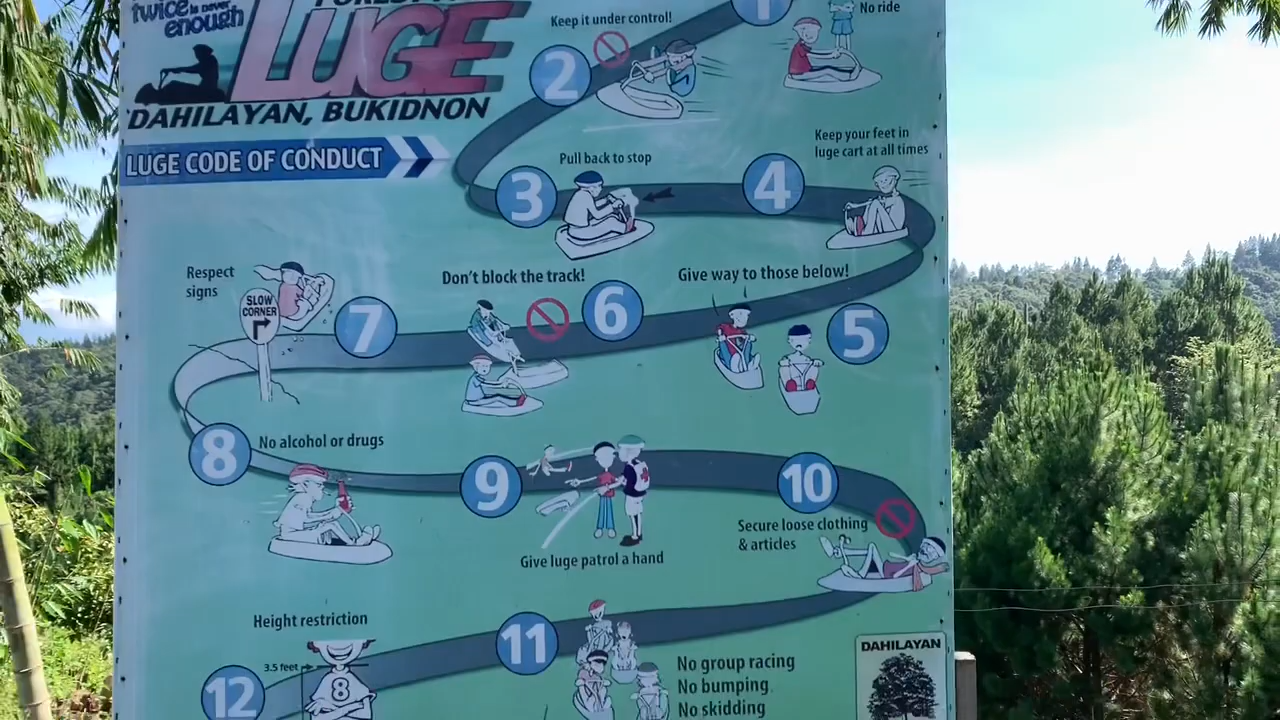 twice is never
enough
LUGE
DAHILAYAN, BUKIDNON
LUGE CODE OF CONDUCT
1
No ride
Keep it under control!
2
Pull back to stop
3
Keep your feet in
luge cart at all times
4
Give way to those below!
5
Don't block the track!
6
Respect
signs
SLOW
CORNER
7
8
No alcohol or drugs
9
Give luge patrol a hand
10
Secure loose clothing
& articles
11
No group racing
No bumping
No skidding
Height restriction
3.5 feet
8
12
DAHILAYAN